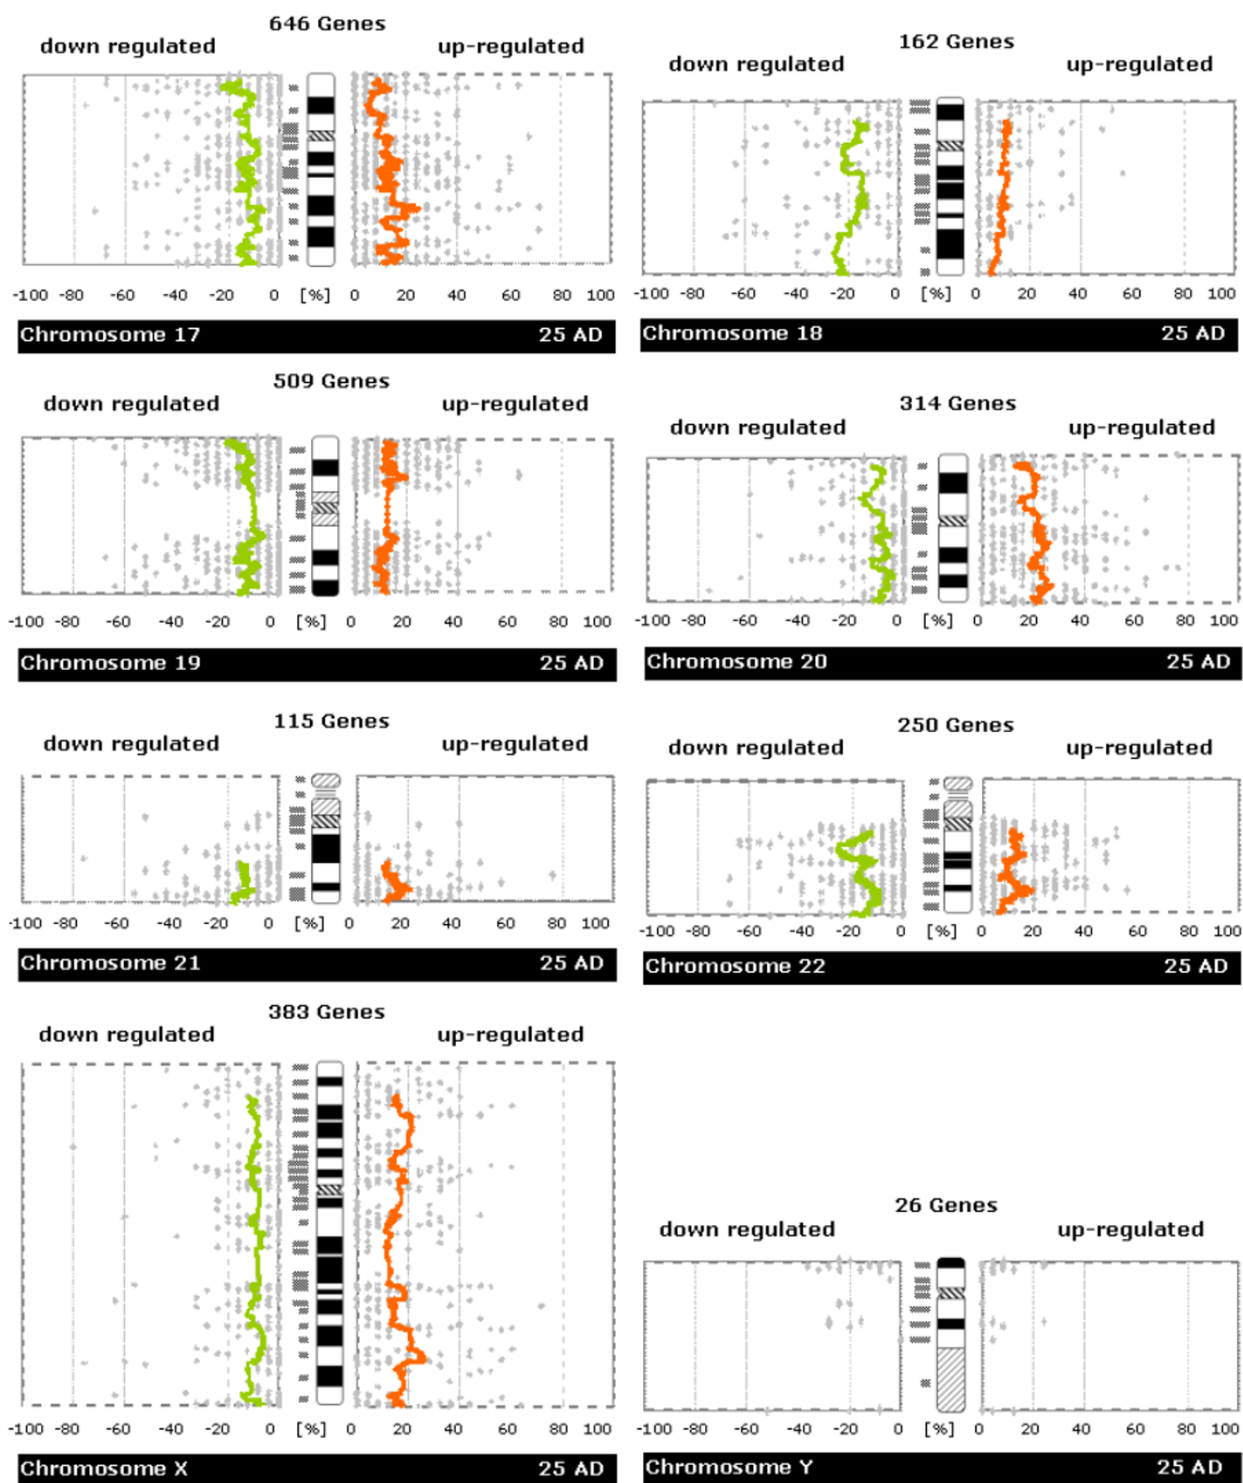 646 Genes
down regulated up-regulated
-100 -80 -60 -40 -20 0 [%] 0 20 40 60 80 100
Chromosome 17 25 AD
162 Genes
down regulated up-regulated
-100 -80 -60 -40 -20 0 [%] 0 20 40 60 80 100
Chromosome 18 25 AD
509 Genes
down regulated up-regulated
-100 -80 -60 -40 -20 0 [%] 0 20 40 60 80 100
Chromosome 19 25 AD
314 Genes
down regulated up-regulated
-100 -80 -60 -40 -20 0 [%] 0 20 40 60 80 100
Chromosome 20 25 AD
115 Genes
down regulated up-regulated
-100 -80 -60 -40 -20 0 [%] 0 20 40 60 80 100
Chromosome 21 25 AD
250 Genes
down regulated up-regulated
-100 -80 -60 -40 -20 0 [%] 0 20 40 60 80 100
Chromosome 22 25 AD
383 Genes
down regulated up-regulated
-100 -80 -60 -40 -20 0 [%] 0 20 40 60 80 100
Chromosome X 25 AD
26 Genes
down regulated up-regulated
-100 -80 -60 -40 -20 0 [%] 0 20 40 60 80 100
Chromosome Y 25 AD